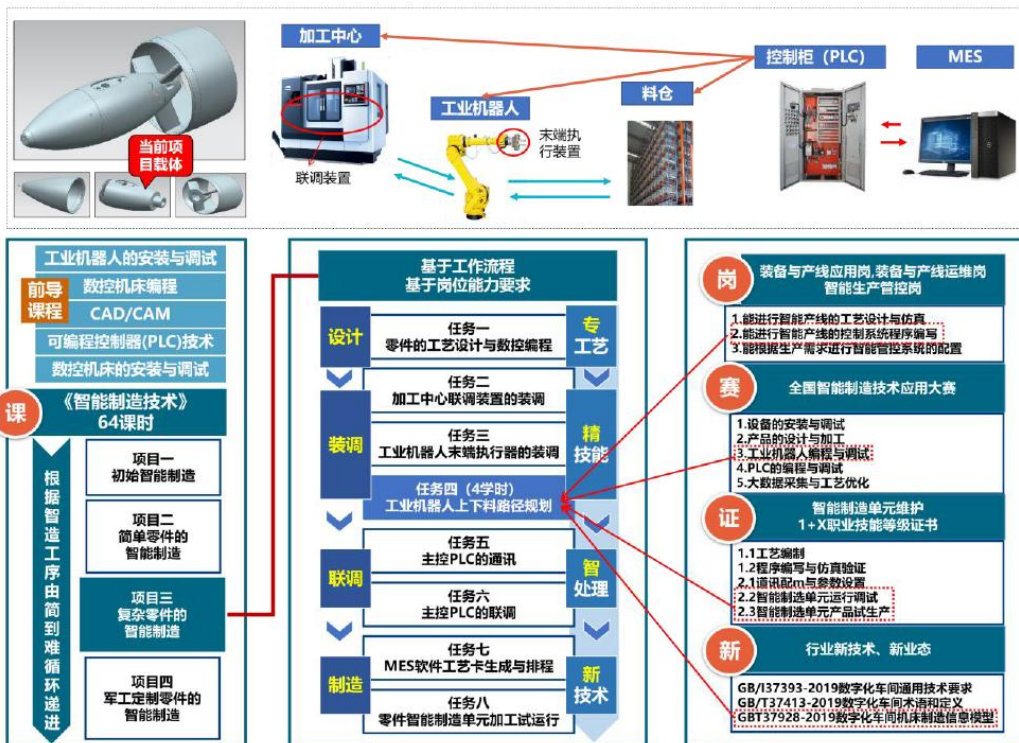 加工中心
控制柜（PLC）
MES
工业机器人
料仓
末端执
行装置
当前项
目载体
联调装置
工业机器人的安装与调试
前导
课程
数控机床编程
CAD/CAM
可编程控制器(PLC)技术
数控机床的安装与调试
课
《智能制造技术》
64课时
根据智造工序由简到难循环递进
项目一
初始智能制造
项目二
简单零件的
智能制造
项目三
复杂零件的
智能制造
项目四
军工定制零件的
智能制造
基于工作流程
基于岗位能力要求
设计
任务一
零件的工艺设计与数控编程
专
工艺
装调
任务二
加工中心联调装置的装调
任务三
工业机器人末端执行器的装调
精
技能
任务四（4学时）
工业机器人上下料路径规划
联调
任务五
主控PLC的通讯
任务六
主控PLC的联调
智
处理
制造
任务七
MES软件工艺卡生成与排程
任务八
零件智能制造单元加工试运行
新
技术
岗
装备与产线应用岗,装备与产线运维岗
智能生产管控岗
1.能进行智能产线的工艺设计与仿真
2.能进行智能产线的控制系统程序编写
3.能根据生产需求进行智能管控系统的配置
赛
全国智能制造技术应用大赛
1.设备的安装与调试
2.产品的设计与加工
3.工业机器人编程与调试
4.PLC的编程与调试
5.大数据采集与工艺优化
证
智能制造单元维护
1+X职业技能等级证书
1.1工艺编制
1.2程序编写与仿真验证
2.1道讯配m与参数设置
2.2智能制造单元运行调试
2.3智能制造单元产品试生产
新
行业新技术、新业态
GB/I37393-2019数字化车间通用技术要求
GB/T37413-2019数字化车间术语和定义
GBT37928-2019数字化车间机床制造信息模型